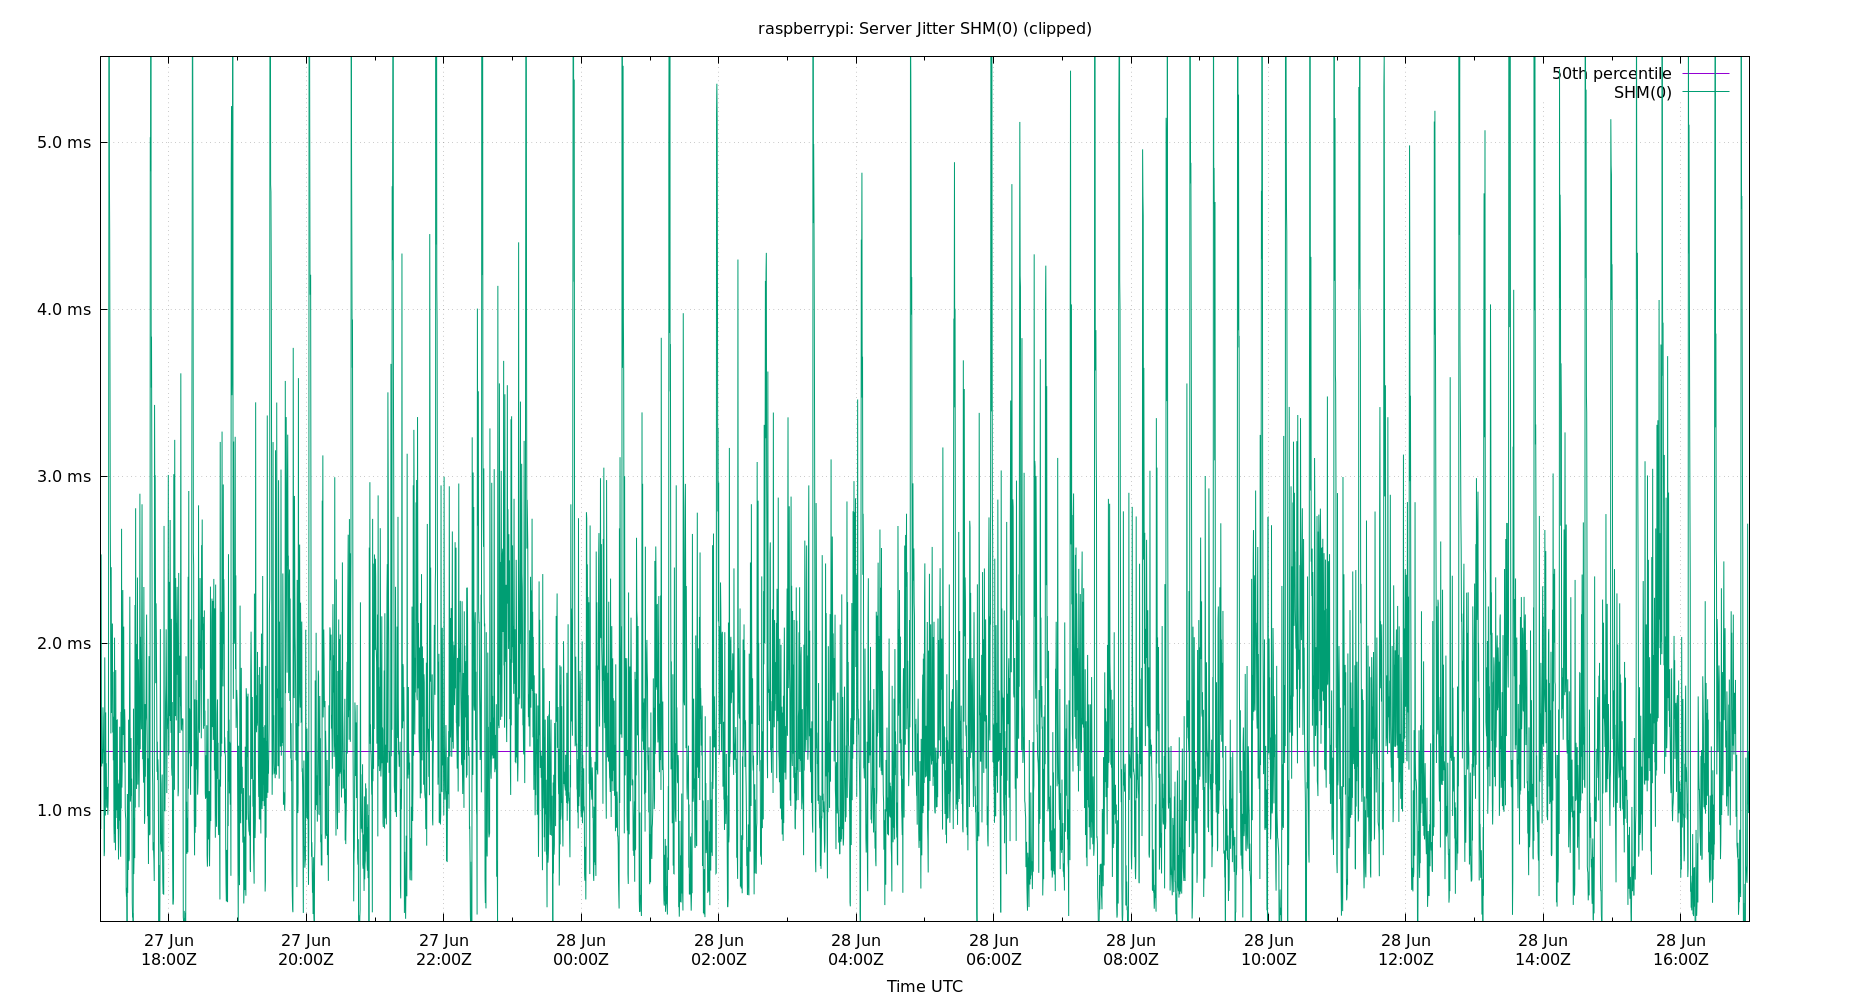 raspberrypi: Server Jitter SHM(0) (clipped)
50th percentile
SHM(0)
5.0 ms
4.0 ms
3.0 ms
2.0 ms
1.0 ms
27 Jun 27 Jun 27 Jun 28 Jun 28 Jun 28 Jun 28 Jun 28 Jun 28 Jun 28 Jun 28 Jun 28 Jun
18:00Z 20:00Z 22:00Z 00:00Z 02:00Z 04:00Z 06:00Z 08:00Z 10:00Z 12:00Z 14:00Z 16:00Z
Time UTC